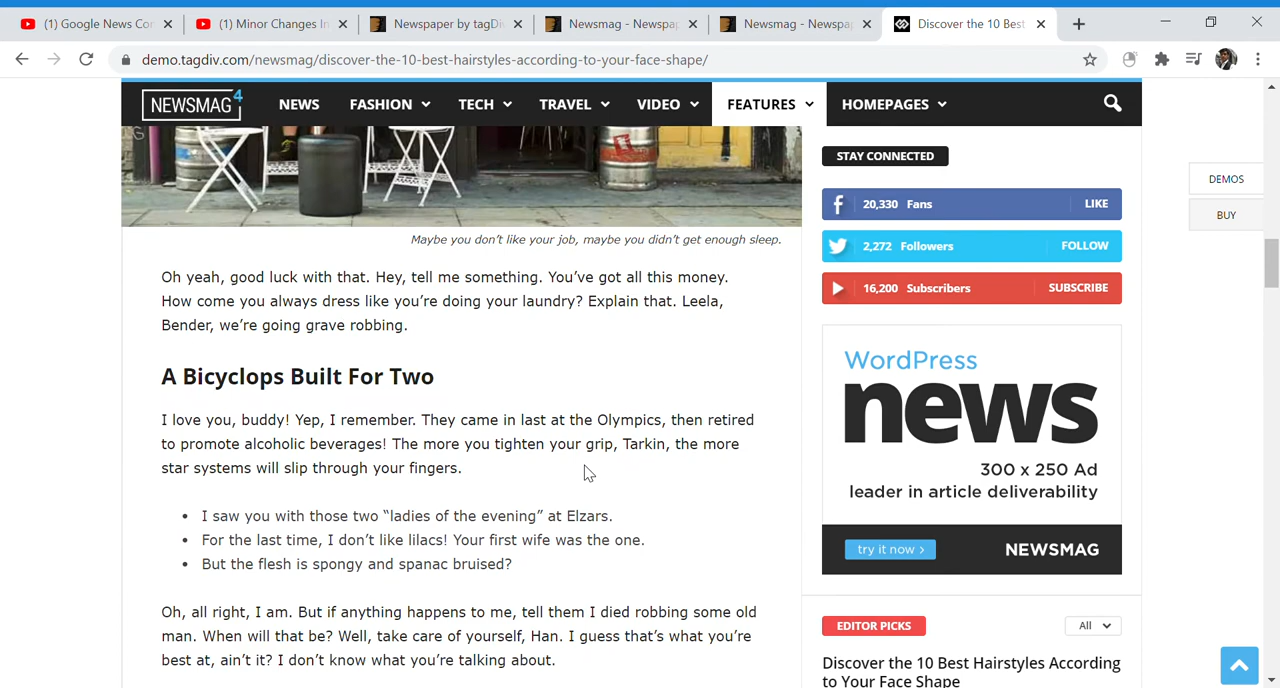 (1) Google News Co
(1) Minor Changes In
Newspaper by tagDiv
Newsmag - Newspap
Newsmag - Newspap
Discover the 10 Best
demo.tagdiv.com/newsmag/discover-the-10-best-hairstyles-according-to-your-face-shape/
NEWSMAG 4
NEWS FASHION TECH TRAVEL VIDEO FEATURES HOMEPAGES
Maybe you don’t like your job, maybe you didn’t get enough sleep.
Oh yeah, good luck with that. Hey, tell me something. You’ve got all this money.
How come you always dress like you’re doing your laundry? Explain that. Leela,
Bender, we’re going grave robbing.
A Bicyclops Built For Two
I love you, buddy! Yep, I remember. They came in last at the Olympics, then retired
to promote alcoholic beverages! The more you tighten your grip, Tarkin, the more
star systems will slip through your fingers.
• I saw you with those two “ladies of the evening” at Elzars.
• For the last time, I don’t like lilacs! Your first wife was the one.
• But the flesh is spongy and spanac bruised?
Oh, all right, I am. But if anything happens to me, tell them I died robbing some old
man. When will that be? Well, take care of yourself, Han. I guess that’s what you’re
best at, ain’t it? I don’t know what you’re talking about.
STAY CONNECTED
20,330 Fans LIKE
2,272 Followers FOLLOW
16,200 Subscribers SUBSCRIBE
WordPress
news
300 x 250 Ad
leader in article deliverability
try it now > NEWSMAG
EDITOR PICKS All
Discover the 10 Best Hairstyles According
to Your Face Shape
DEMOS
BUY